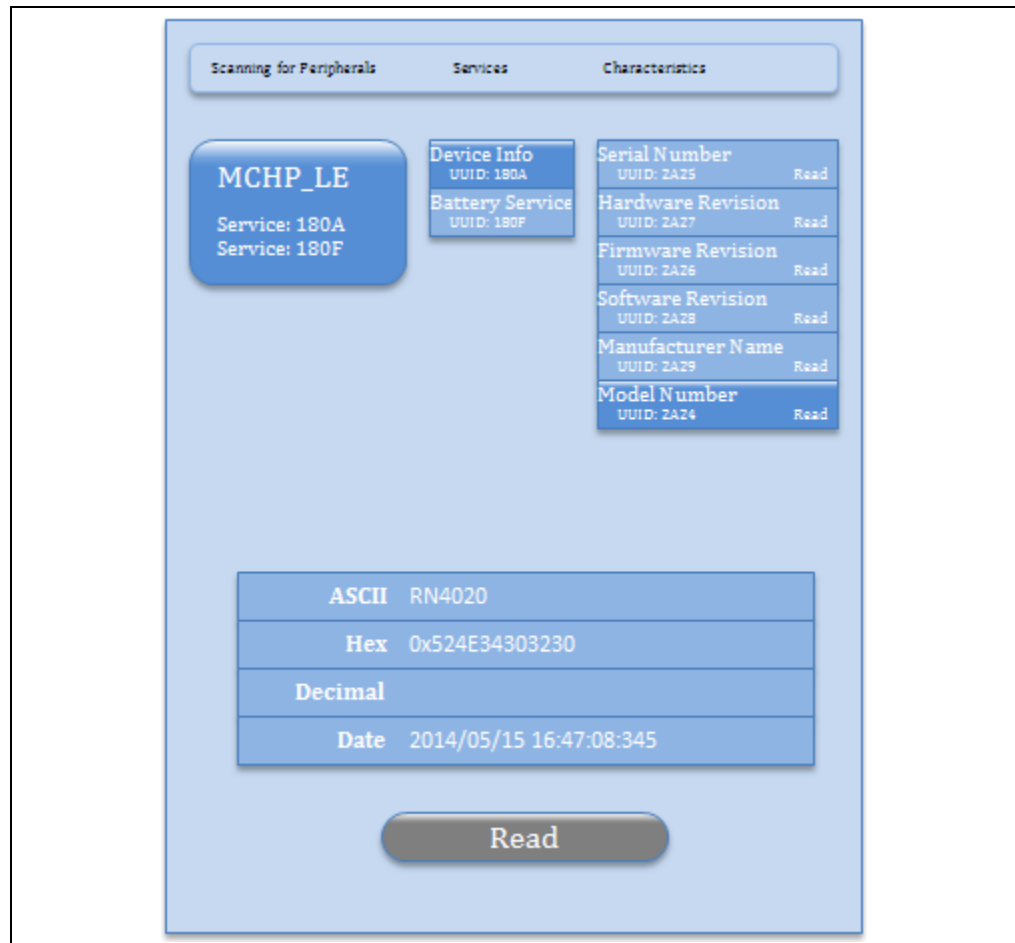 Scanning for Peripherals Services Characteristics
MCHP_LE
Service: 180A
Service: 180F
Device Info
UUID: 180A
Battery Service
UUID: 180F
Serial Number
UUID: 2A25 Read
Hardware Revision
UUID: 2A27 Read
Firmware Revision
UUID: 2A26 Read
Software Revision
UUID: 2A28 Read
Manufacturer Name
UUID: 2A29 Read
Model Number
UUID: 2A24 Read
ASCII RN4020
Hex 0x524E34303230
Decimal
Date 2014/05/15 16:47:08:345
Read